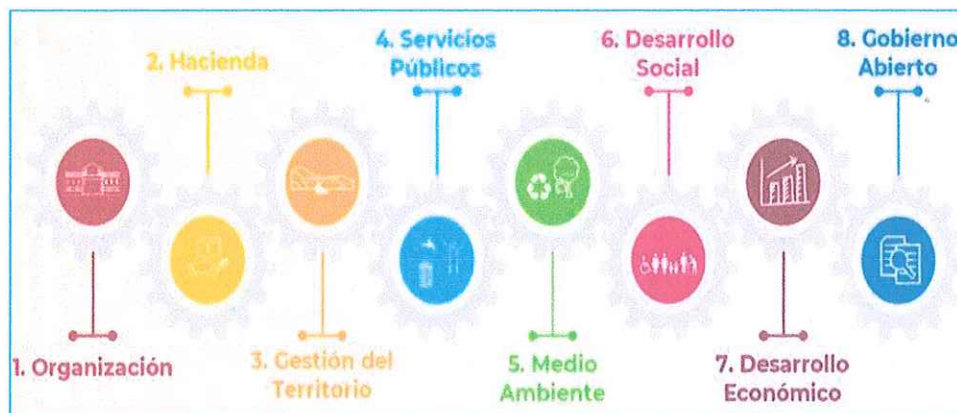 1. Organización
2. Hacienda
3. Gestión del
Territorio
4. Servicios
Públicos
5. Medio
Ambiente
6. Desarrollo
Social
7. Desarrollo
Económico
8. Gobierno
Abierto